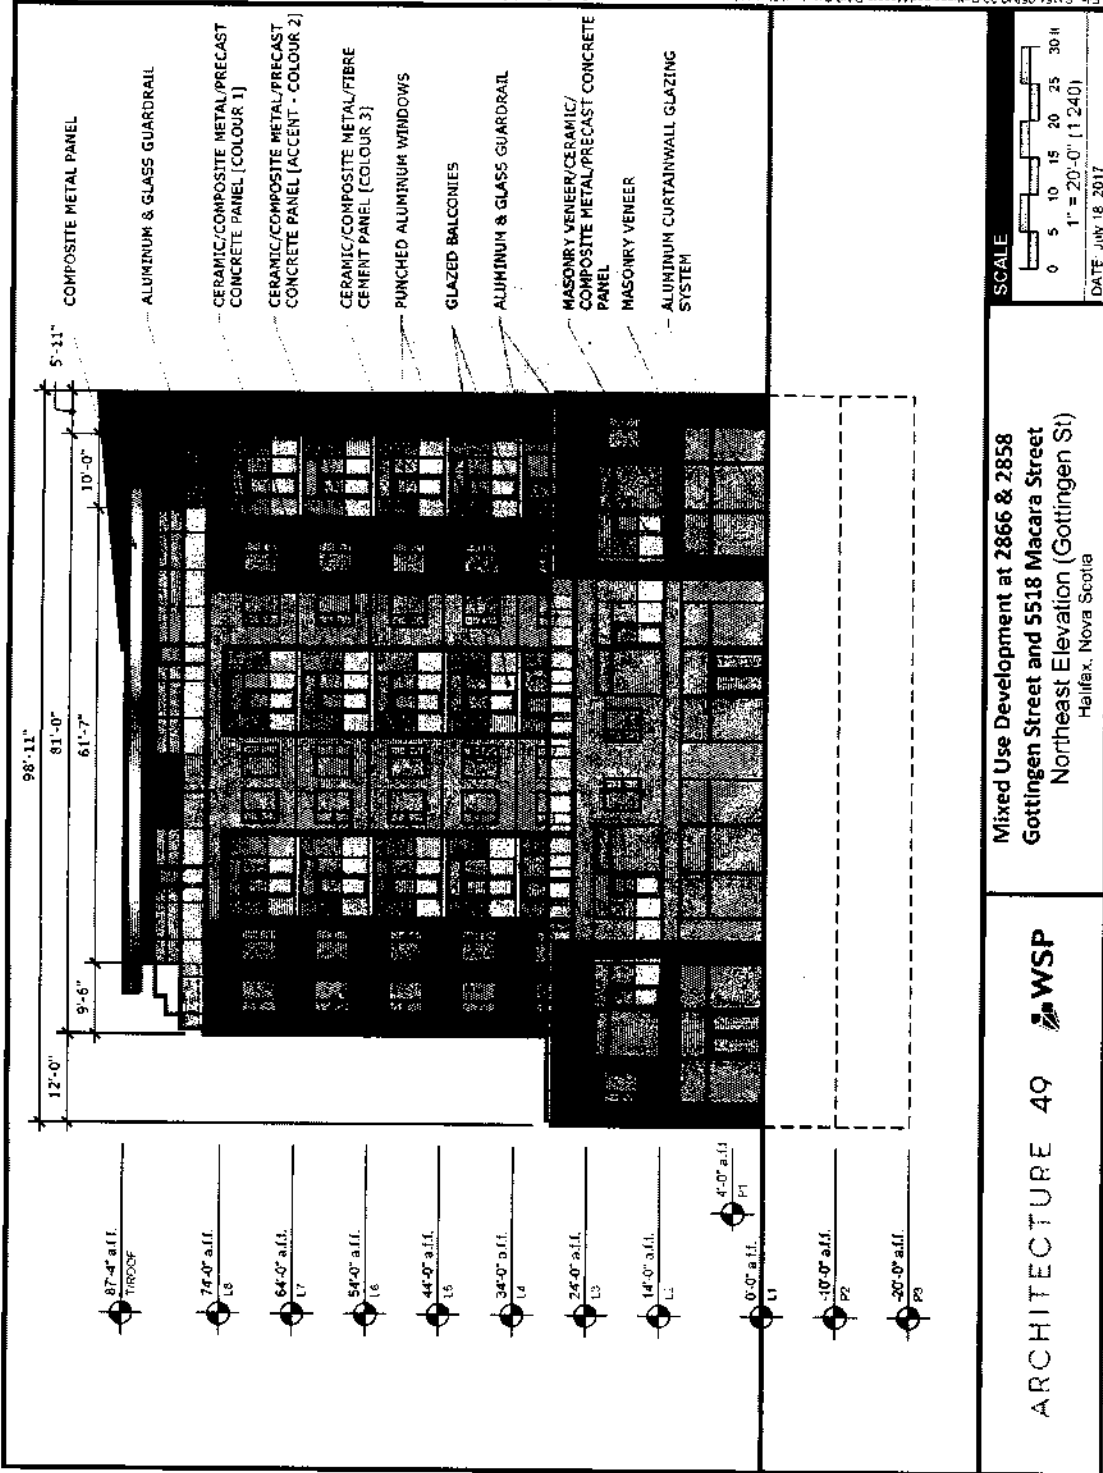 98'-11"
12'-0"
81'-0"
5'-11"
9'-6"
61'-7"
10'-0"
COMPOSITE METAL PANEL
ALUMINUM & GLASS GUARDRAIL
CERAMIC/COMPOSITE METAL/PRECAST
CONCRETE PANEL [COLOUR 1]
CERAMIC/COMPOSITE METAL/PRECAST
CONCRETE PANEL [ACCENT - COLOUR 2]
CERAMIC/COMPOSITE METAL/FIBRE
CEMENT PANEL [COLOUR 3]
PUNCHED ALUMINUM WINDOWS
GLAZED BALCONIES
ALUMINUM & GLASS GUARDRAIL
MASONRY VENEER/CERAMIC/
COMPOSITE METAL/PRECAST CONCRETE
PANEL
MASONRY VENEER
ALUMINUM CURTAINWALL GLAZING
SYSTEM
87'-4" a.f.f.
T/ROOF
74'-0" a.f.f.
L8
64'-0" a.f.f.
L7
54'-0" a.f.f.
L6
44'-0" a.f.f.
34'-0" a.f.f.
L4
24'-0" a.f.f.
L3
14'-0" a.f.f.
L2
4'-0" a.f.f.
P1
0'-0" a.f.f.
L1
-10'-0" a.f.f.
P2
-20'-0" a.f.f.
P3
ARCHITECTURE 49
WSP
Mixed Use Development at 2866 & 2858
Gottingen Street and 5518 Macara Street
Northeast Elevation (Gottingen St)
Halifax, Nova Scotia
SCALE
0 5 10 15 20 25 30 ft
1" = 20'-0" (1:240)
DATE: July 18, 2017